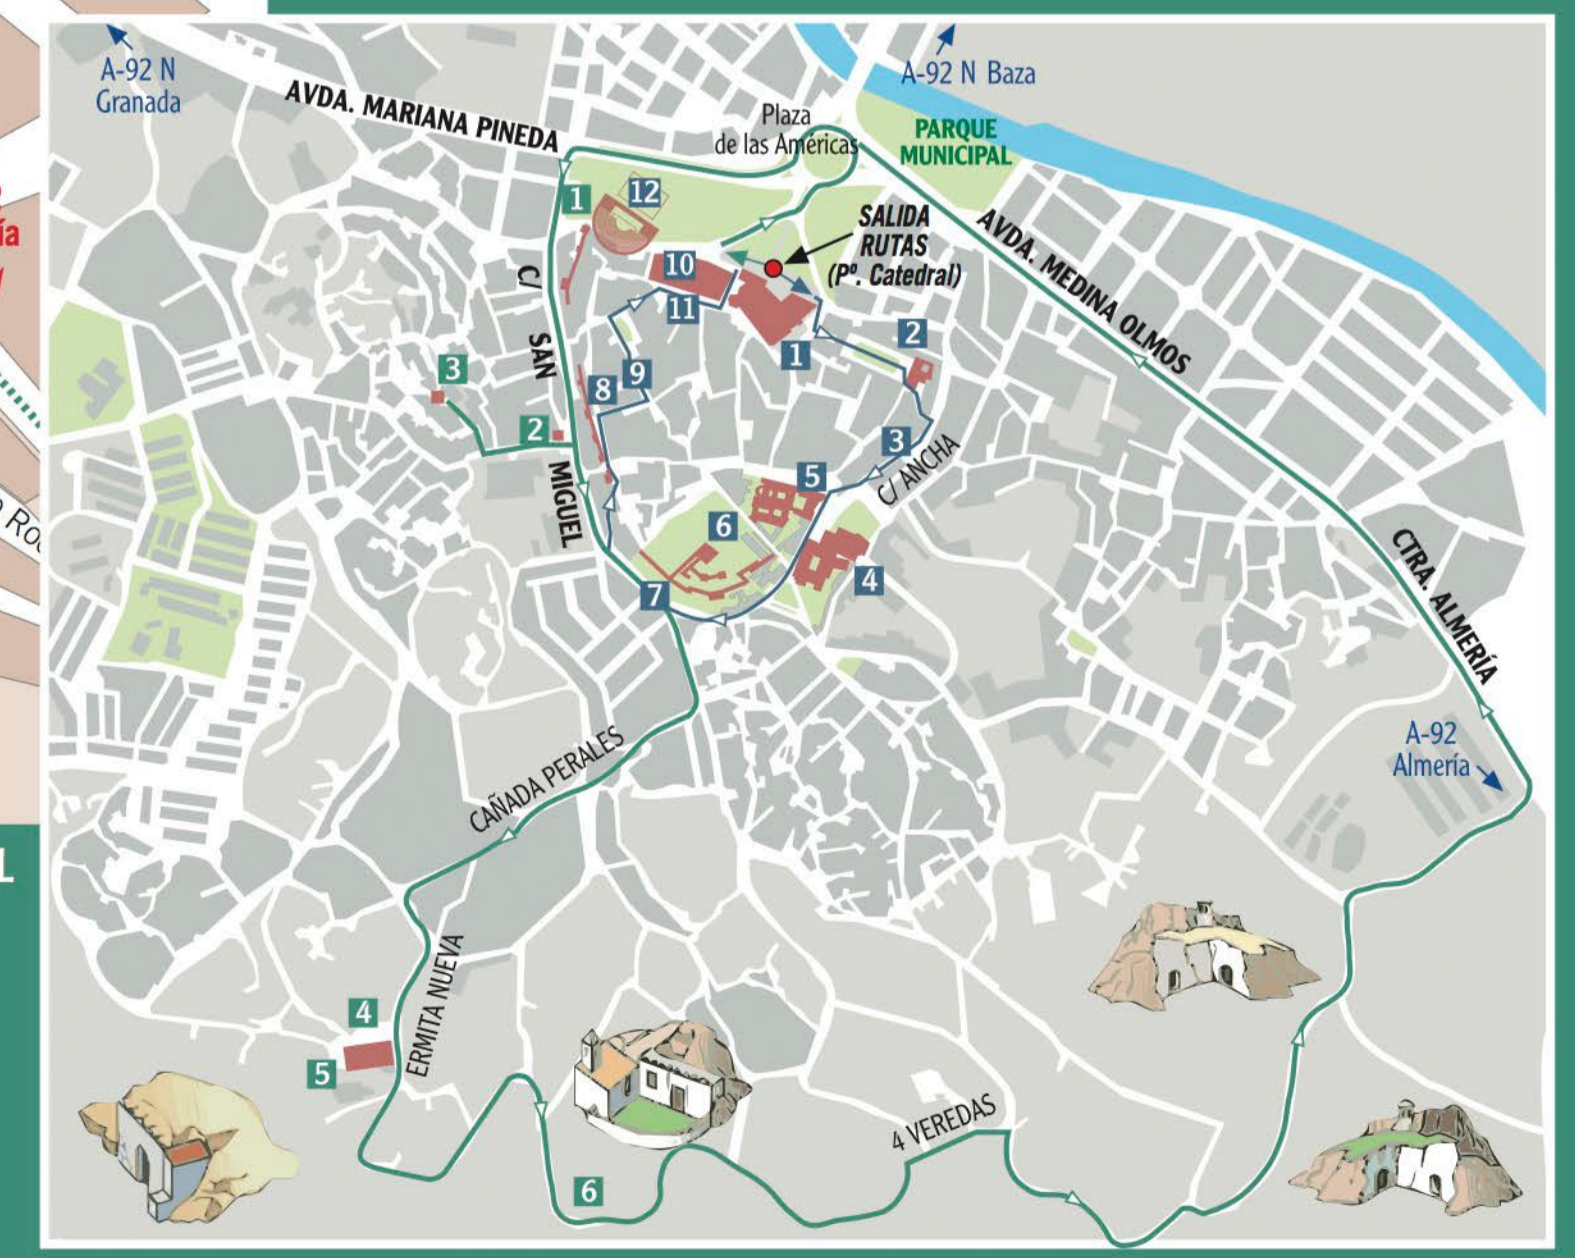 A-92 N
Granada
AVDA. MARIANA PINEDA
Plaza
de las Américas
A-92 N Baza
PARQUE
MUNICIPAL
ía
1
12
SALIDA
RUTAS
(Pº. Catedral)
AVDA. MEDINA OLMOS
10
11
1
2
C/
SAN
MIGUEL
3
9
8
2
3
C/ ANCHA
5
6
4
7
CTRA. ALMERÍA
A-92
Almería
CAÑADA PERALES
L
ERMITA NUEVA
4
5
4 VEREDAS
6